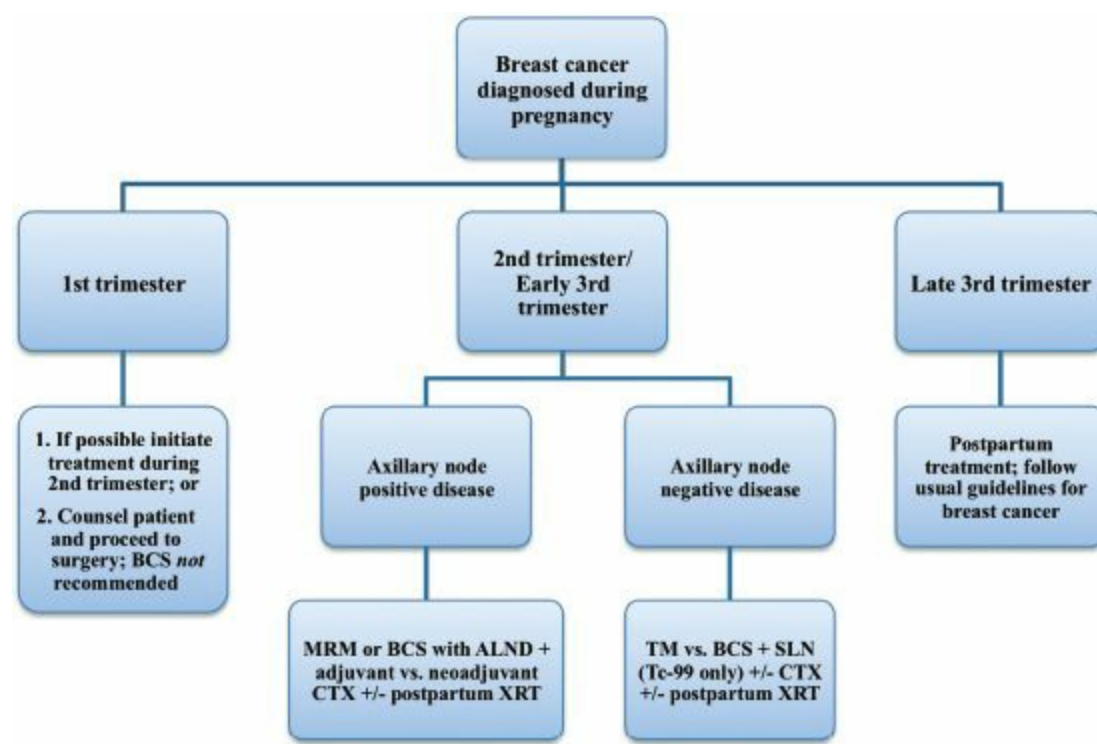 Breast cancer
diagnosed during
pregnancy
1st trimester
2nd trimester/
Early 3rd
trimester
Late 3rd trimester
1. If possible initiate
treatment during
2nd trimester; or
2. Counsel patient
and proceed to
surgery; BCS not
recommended
Axillary node
positive disease
Axillary node
negative disease
Postpartum
treatment; follow
usual guidelines for
breast cancer
MRM or BCS with ALND +
adjuvant vs. neoadjuvant
CTX +/- postpartum XRT
TM vs. BCS + SLN
(Tc-99 only) +/- CTX
+/- postpartum XRT